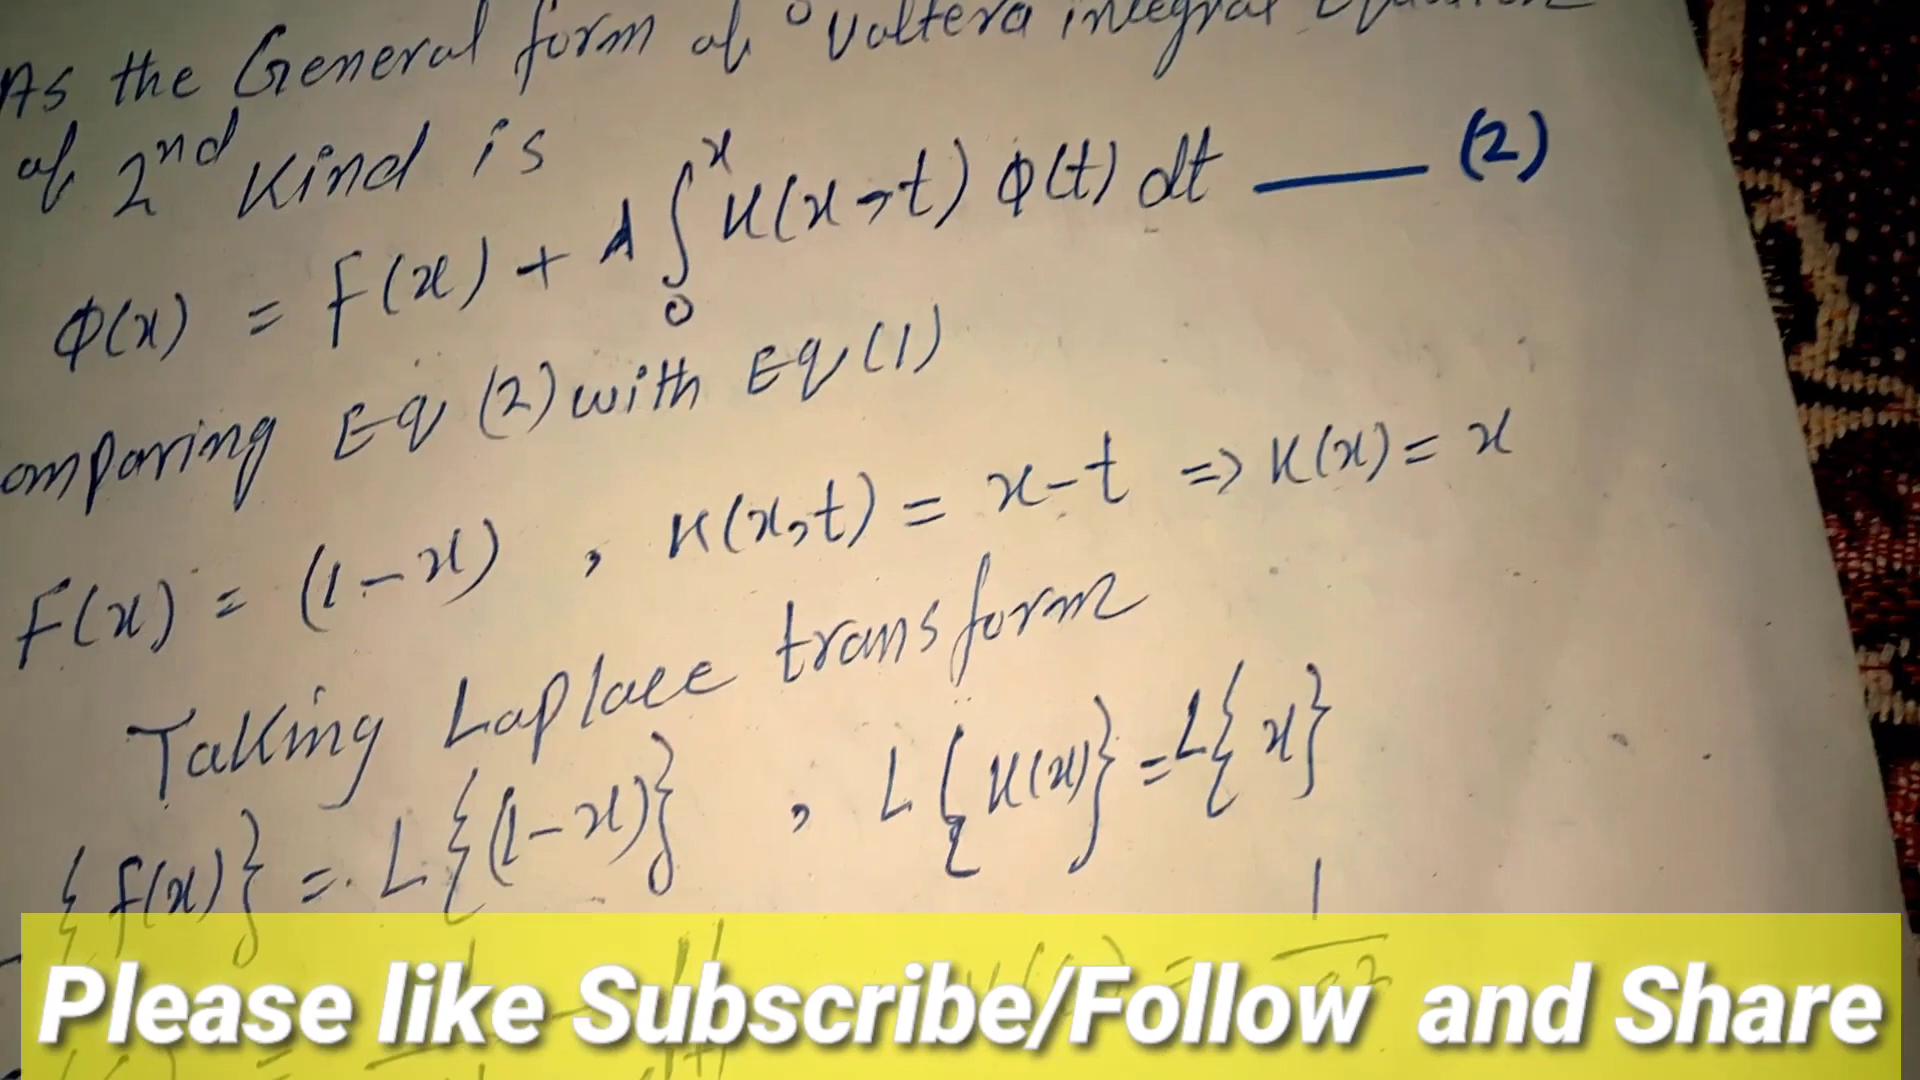 As the General form of Voltera integral
of 2nd Kind is
Φ(x) = F(x) + λ ∫₀ˣ K(x,t) Φ(t) dt —— (2)
omparing Eq (2) with Eq (1)
F(x) = (1-x) , K(x,t) = x-t => K(x) = x
Taking Laplace transform
{f(x)} = L{(1-x)} , L{K(x)} = L{x}
Please like Subscribe/Follow and Share